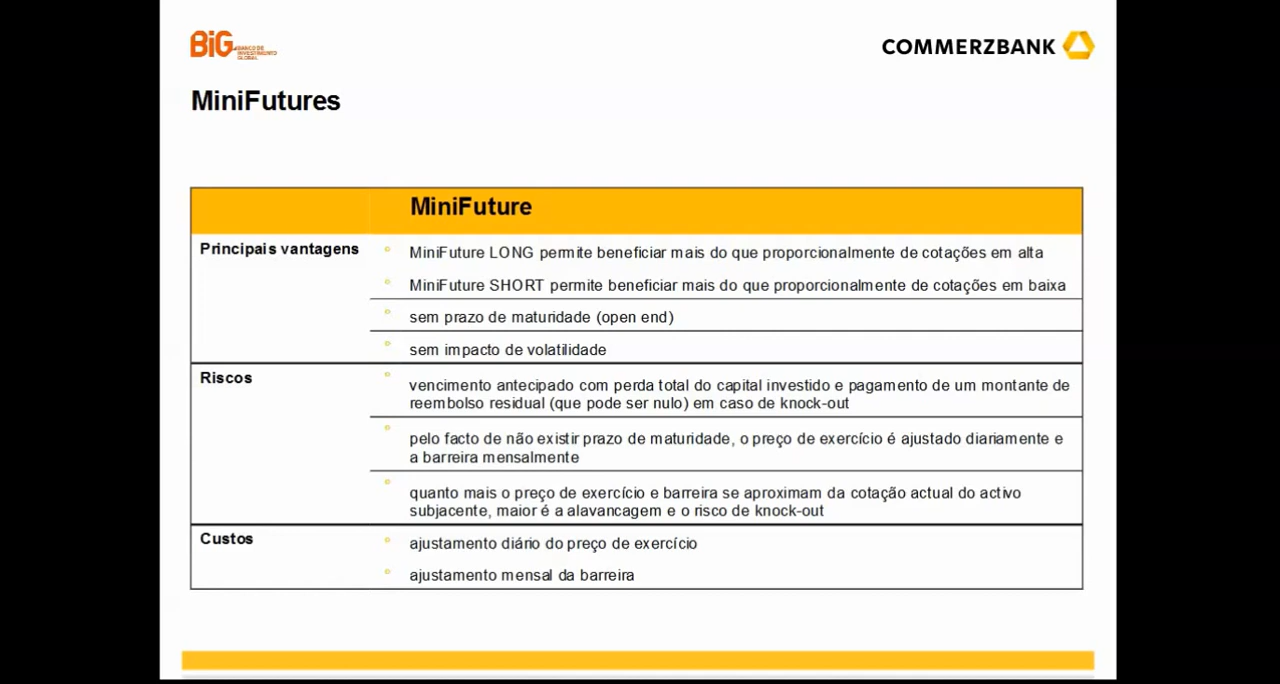 BiG BANCO DE INVESTIMENTO GLOBAL
COMMERZBANK
MiniFutures
MiniFuture
Principais vantagens
MiniFuture LONG permite beneficiar mais do que proporcionalmente de cotações em alta
MiniFuture SHORT permite beneficiar mais do que proporcionalmente de cotações em baixa
sem prazo de maturidade (open end)
sem impacto de volatilidade
Riscos
vencimento antecipado com perda total do capital investido e pagamento de um montante de
reembolso residual (que pode ser nulo) em caso de knock-out
pelo facto de não existir prazo de maturidade, o preço de exercício é ajustado diariamente e
a barreira mensalmente
quanto mais o preço de exercício e barreira se aproximam da cotação actual do activo
subjacente, maior é a alavancagem e o risco de knock-out
Custos
ajustamento diário do preço de exercício
ajustamento mensal da barreira